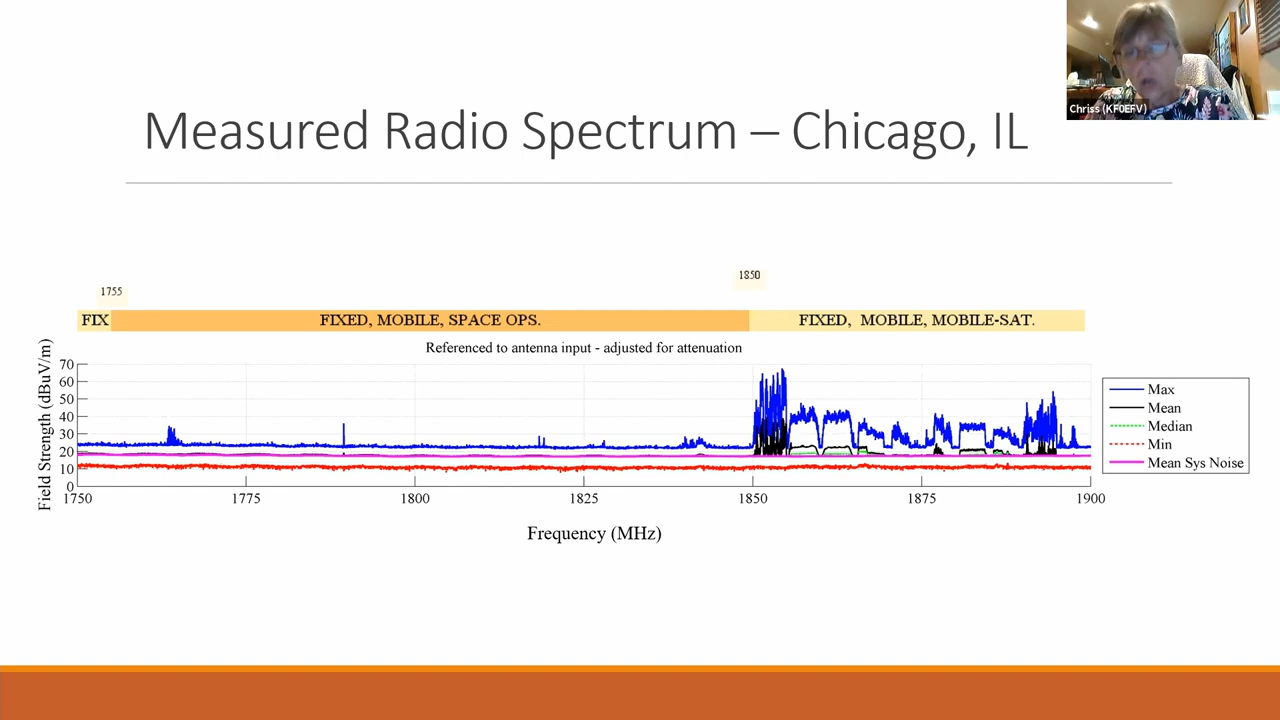 Chriss (KF0EFV)
Measured Radio Spectrum – Chicago, IL
1850
1755
FIX FIXED, MOBILE, SPACE OPS. FIXED, MOBILE, MOBILE-SAT.
Referenced to antenna input - adjusted for attenuation
Field Strength (dBuV/m)
70
60
50
40
30
20
10
0
1750 1775 1800 1825 1850 1875 1900
Frequency (MHz)
Max
Mean
Median
Min
Mean Sys Noise